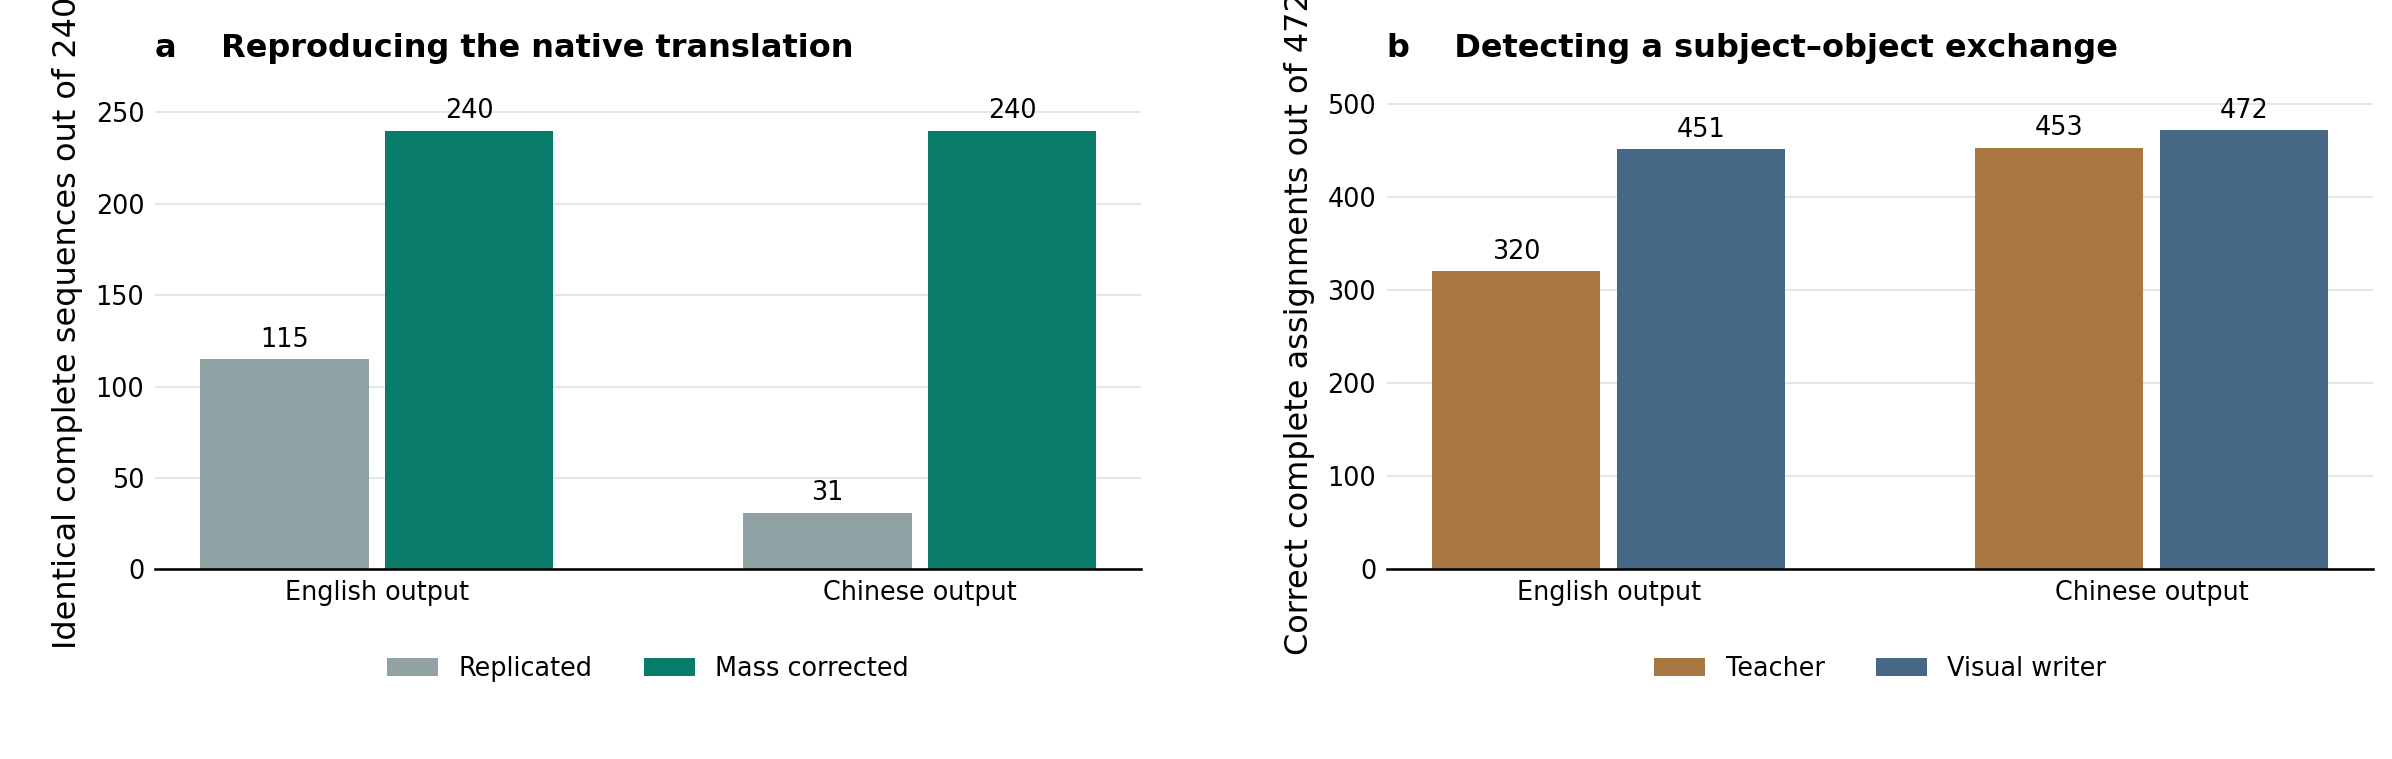 a Reproducing the native translation
Identical complete sequences out of 240
250
200
150
100
50
0
240
240
115
31
English output
Chinese output
Replicated
Mass corrected
b Detecting a subject–object exchange
Correct complete assignments out of 472
500
400
300
200
100
0
320
451
453
472
English output
Chinese output
Teacher
Visual writer